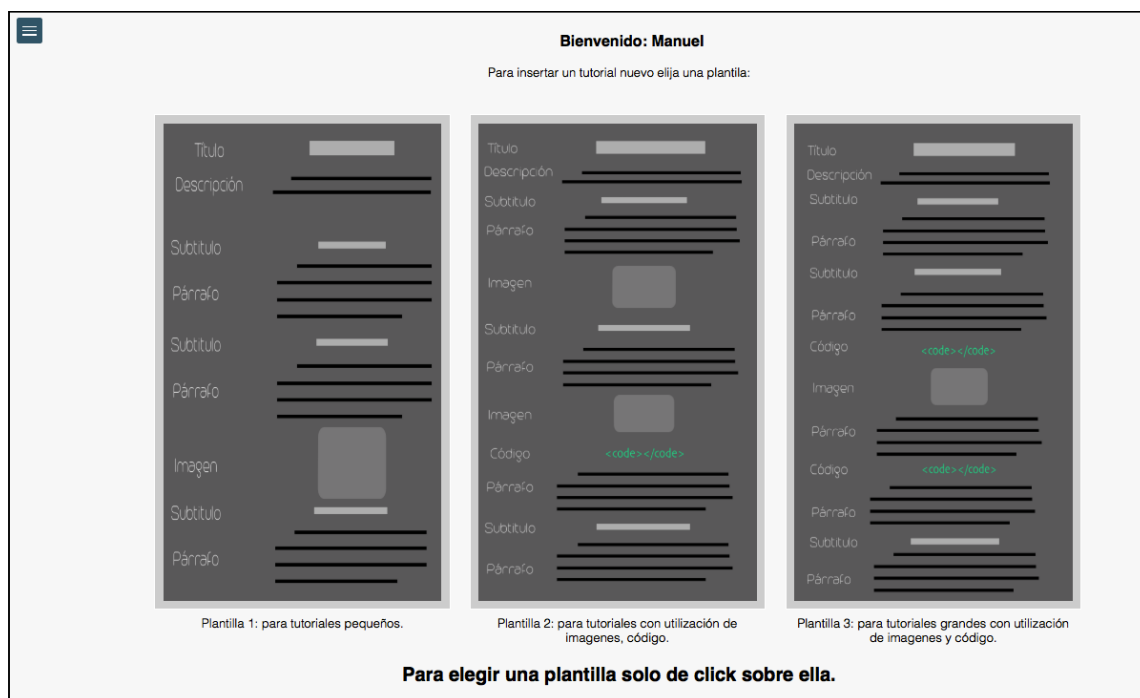 Bienvenido: Manuel
Para insertar un tutorial nuevo elija una plantila:
Título
Descripción
Subtitulo
Párrafo
Subtitulo
Párrafo
Imagen
Subtitulo
Párrafo
Plantilla 1: para tutoriales pequeños.
Título
Descripción
Subtitulo
Párrafo
Imagen
Subtitulo
Párrafo
Imagen
Código
<code></code>
Párrafo
Subtitulo
Párrafo
Plantilla 2: para tutoriales con utilización de
imagenes, código.
Título
Descripción
Subtitulo
Párrafo
Subtitulo
Párrafo
Código
<code></code>
Imagen
Párrafo
Código
<code></code>
Párrafo
Subtitulo
Párrafo
Plantilla 3: para tutoriales grandes con utilización
de imagenes y código.
Para elegir una plantilla solo de click sobre ella.